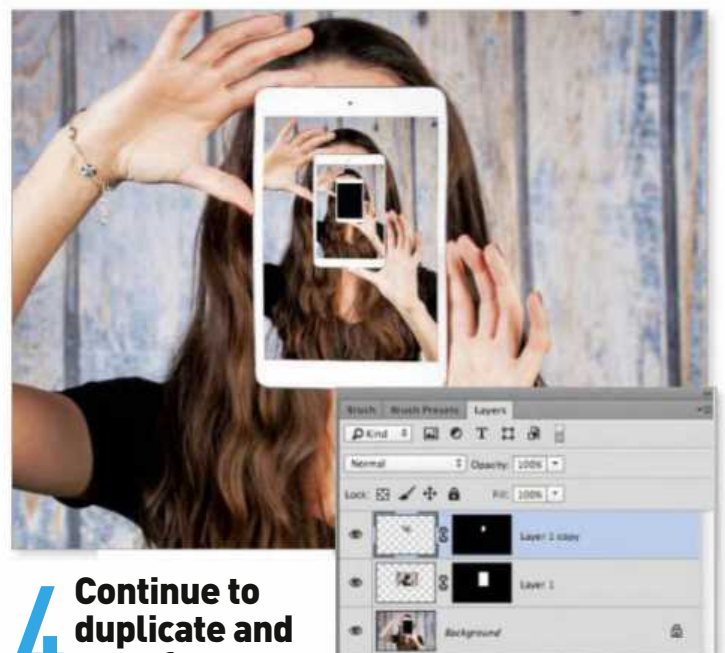 Brush Brush Presets Layers
Kind
Normal Opacity: 100%
Lock: Fill: 100%
Layer 1 copy
Layer 1
Background
4 Continue to
duplicate and